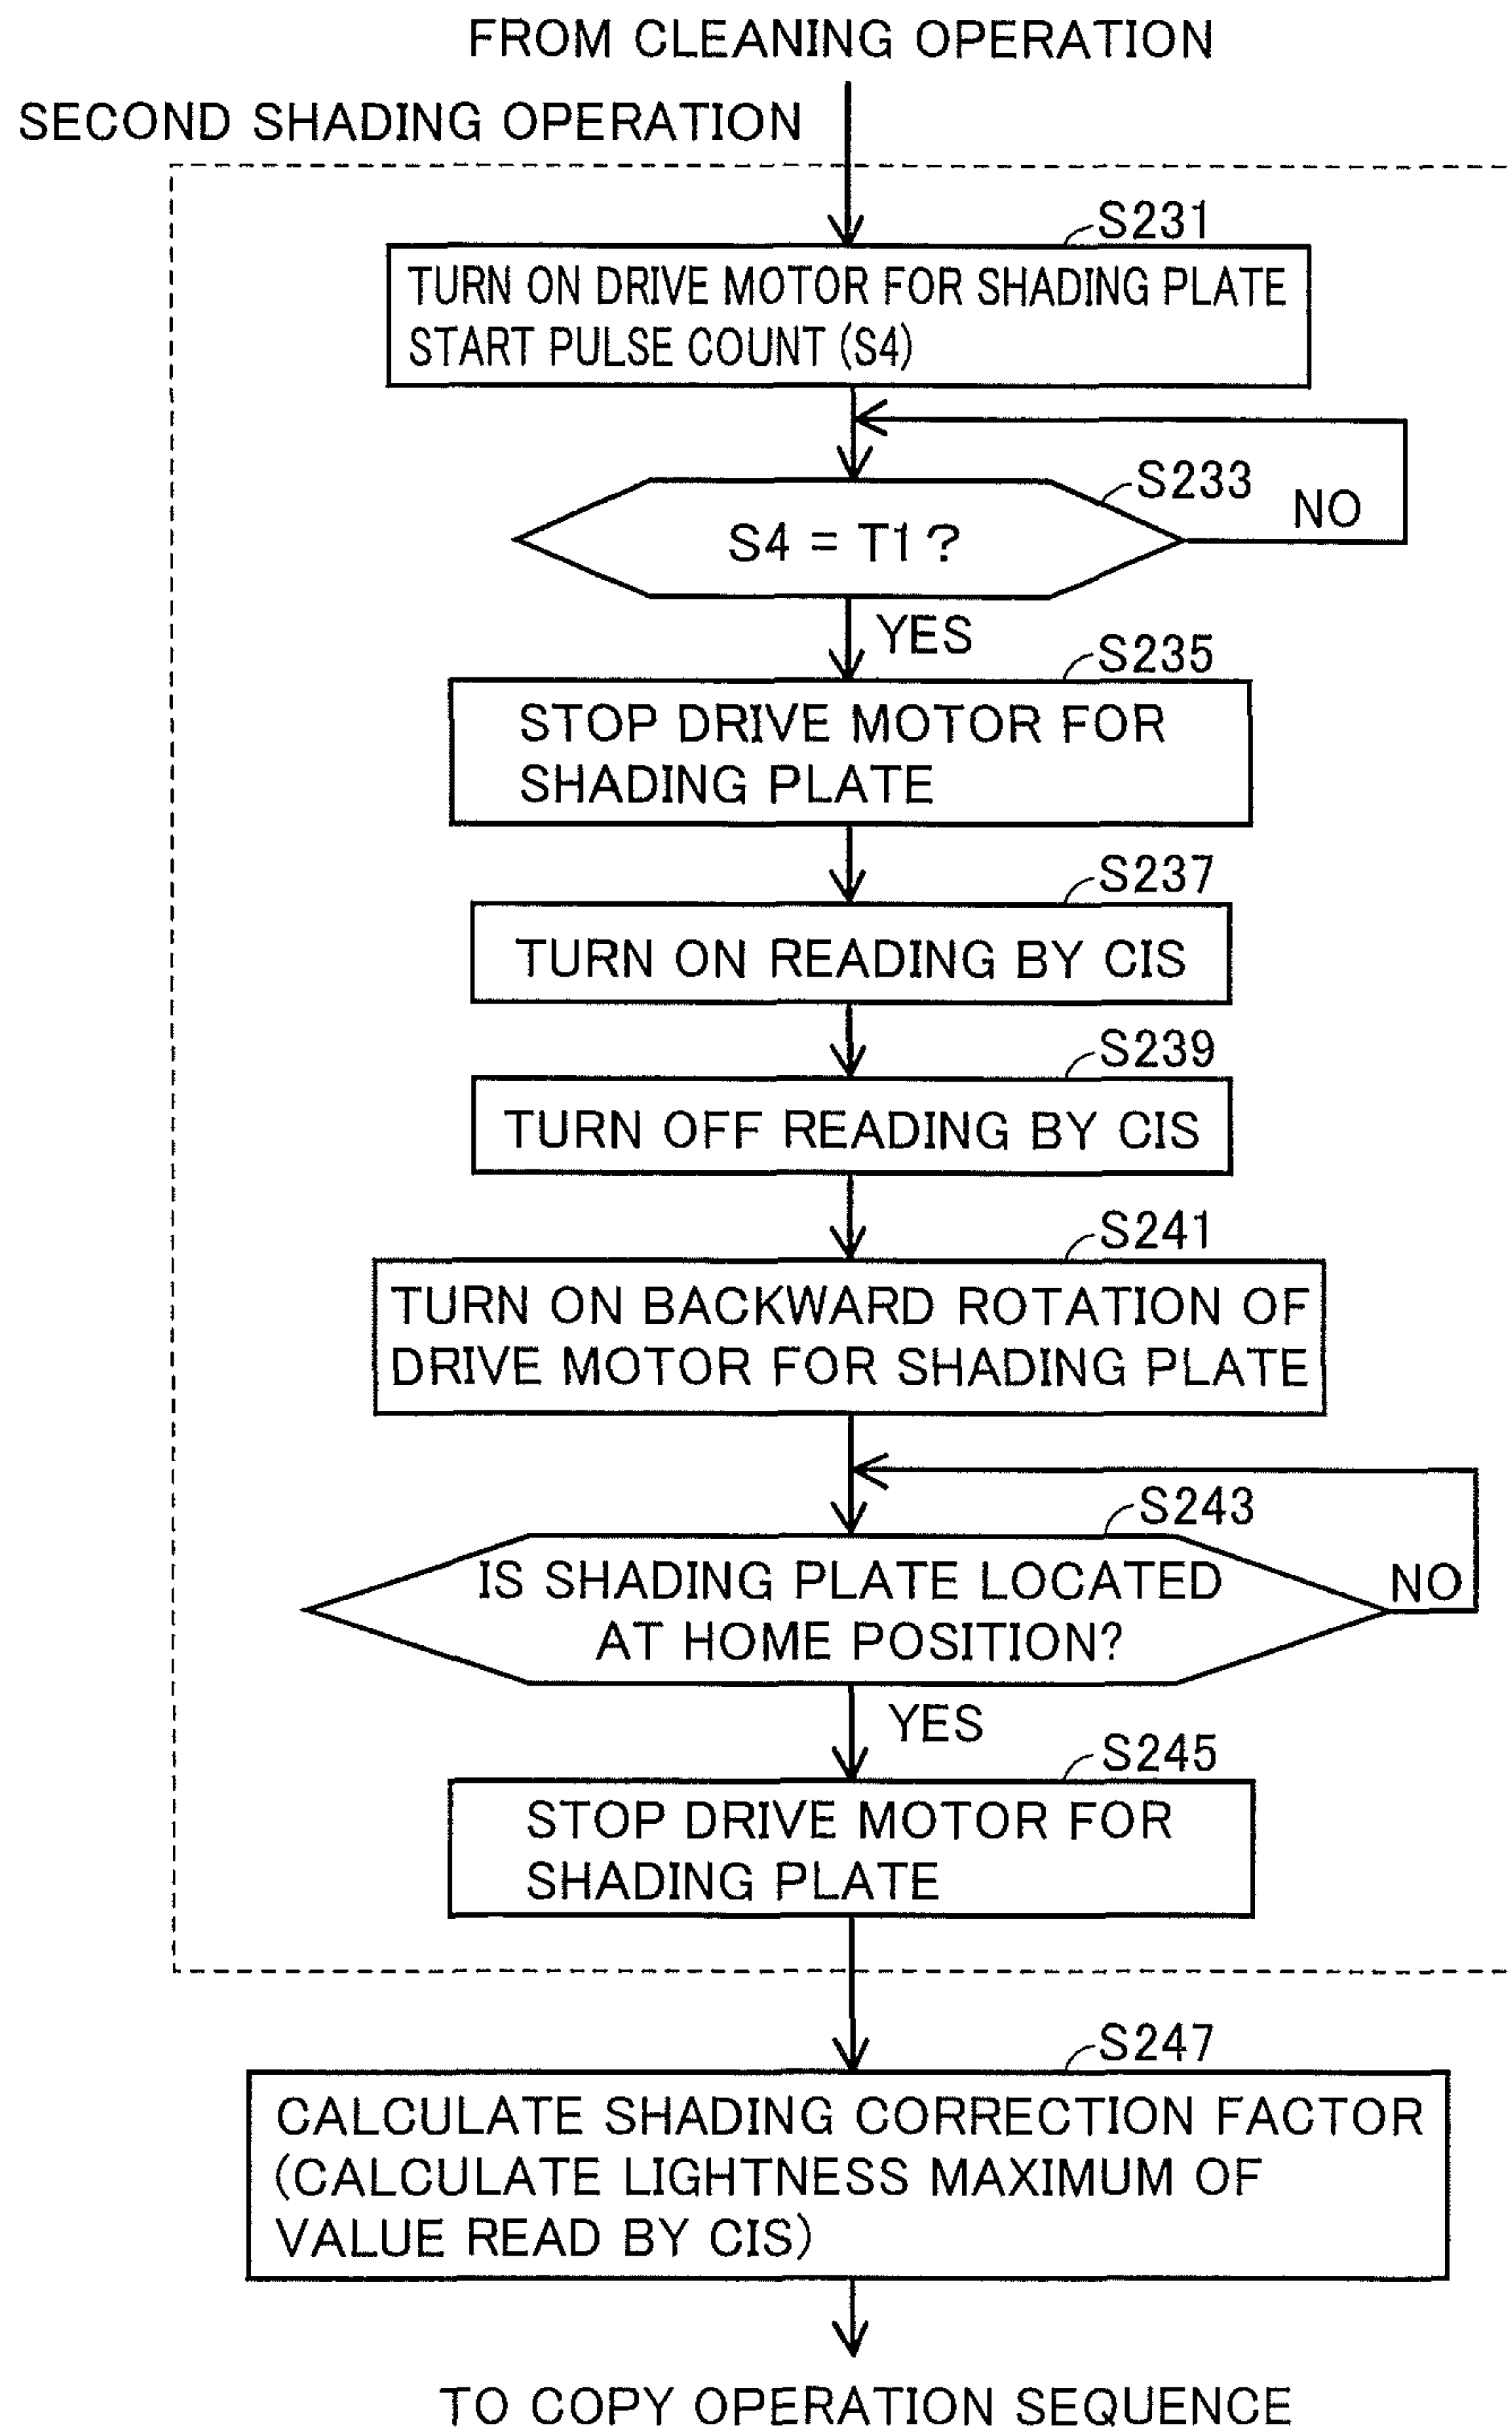 FROM CLEANING OPERATION
SECOND SHADING OPERATION
S231
TURN ON DRIVE MOTOR FOR SHADING PLATE
START PULSE COUNT (S4)
S233
NO
S4 = T1 ?
YES
S235
STOP DRIVE MOTOR FOR
SHADING PLATE
S237
TURN ON READING BY CIS
S239
TURN OFF READING BY CIS
S241
TURN ON BACKWARD ROTATION OF
DRIVE MOTOR FOR SHADING PLATE
S243
IS SHADING PLATE LOCATED
AT HOME POSITION?
NO
YES
S245
STOP DRIVE MOTOR FOR
SHADING PLATE
S247
CALCULATE SHADING CORRECTION FACTOR
(CALCULATE LIGHTNESS MAXIMUM OF
VALUE READ BY CIS)
TO COPY OPERATION SEQUENCE